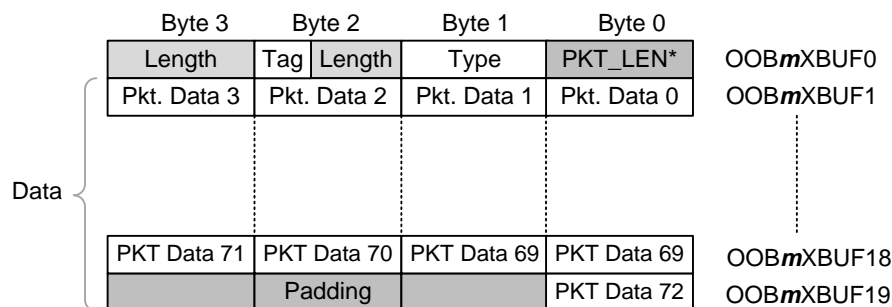 Byte 3 Byte 2 Byte 1 Byte 0
Length Tag Length Type PKT_LEN* OOBmXBUF0
Pkt. Data 3 Pkt. Data 2 Pkt. Data 1 Pkt. Data 0 OOBmXBUF1
Data
PKT Data 71 PKT Data 70 PKT Data 69 PKT Data 69 OOBmXBUF18
Padding PKT Data 72 OOBmXBUF19